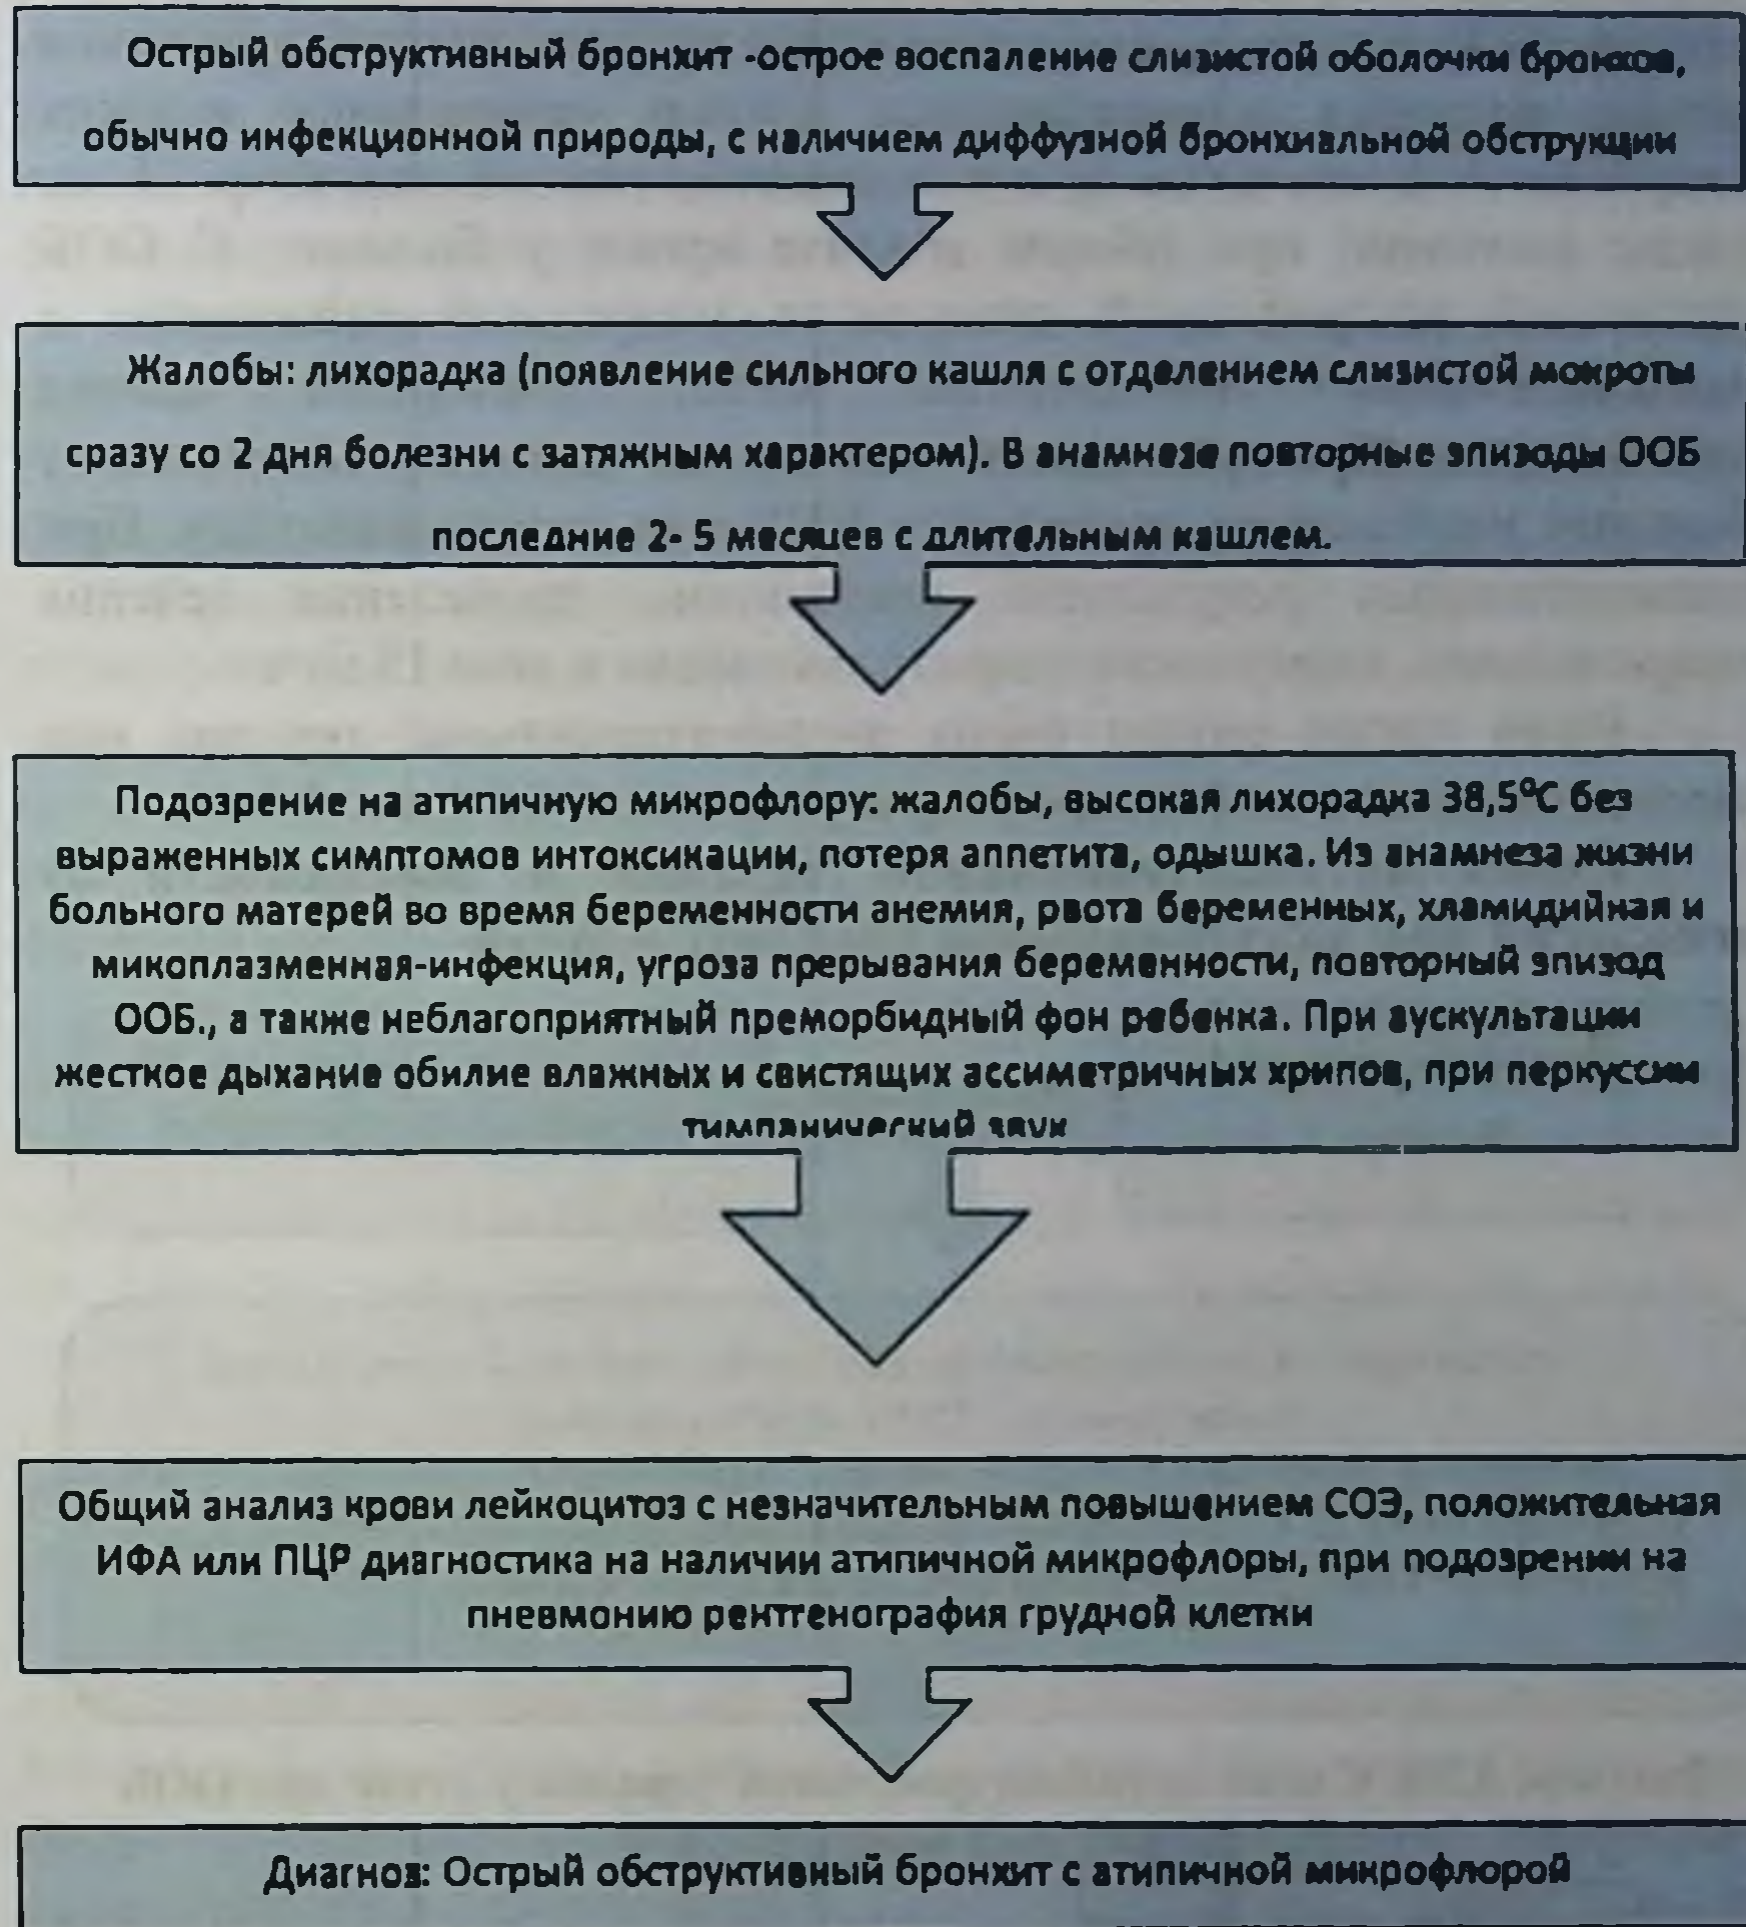 Острый обструктивный бронхит -острое воспаление слизистой оболочки бронхов,
обычно инфекционной природы, с наличием диффузной бронхиальной обструкции
Жалобы: лихорадка (появление сильного кашля с отделением слизистой мокроты
сразу со 2 дня болезни с затяжным характером). В анамнезе повторные эпизоды ООБ
последние 2- 5 месяцев с длительным кашлем.
Подозрение на атипичную микрофлору: жалобы, высокая лихорадка 38,5⁰С без
выраженных симптомов интоксикации, потеря аппетита, одышка. Из анамнеза жизни
больного матерей во время беременности анемия, рвота беременных, хламидийная и
микоплазменная-инфекция, угроза прерывания беременности, повторный эпизод
ООБ., а также неблагоприятный преморбидный фон ребенка. При аускультации
жесткое дыхание обилие влажных и свистящих ассиметричных хрипов, при перкуссии
тимпанический звук
Общий анализ крови лейкоцитоз с незначительным повышением СОЭ, положительная
ИФА или ПЦР диагностика на наличии атипичной микрофлоры, при подозрении на
пневмонию рентгенография грудной клетки
Диагноз: Острый обструктивный бронхит с атипичной микрофлорой